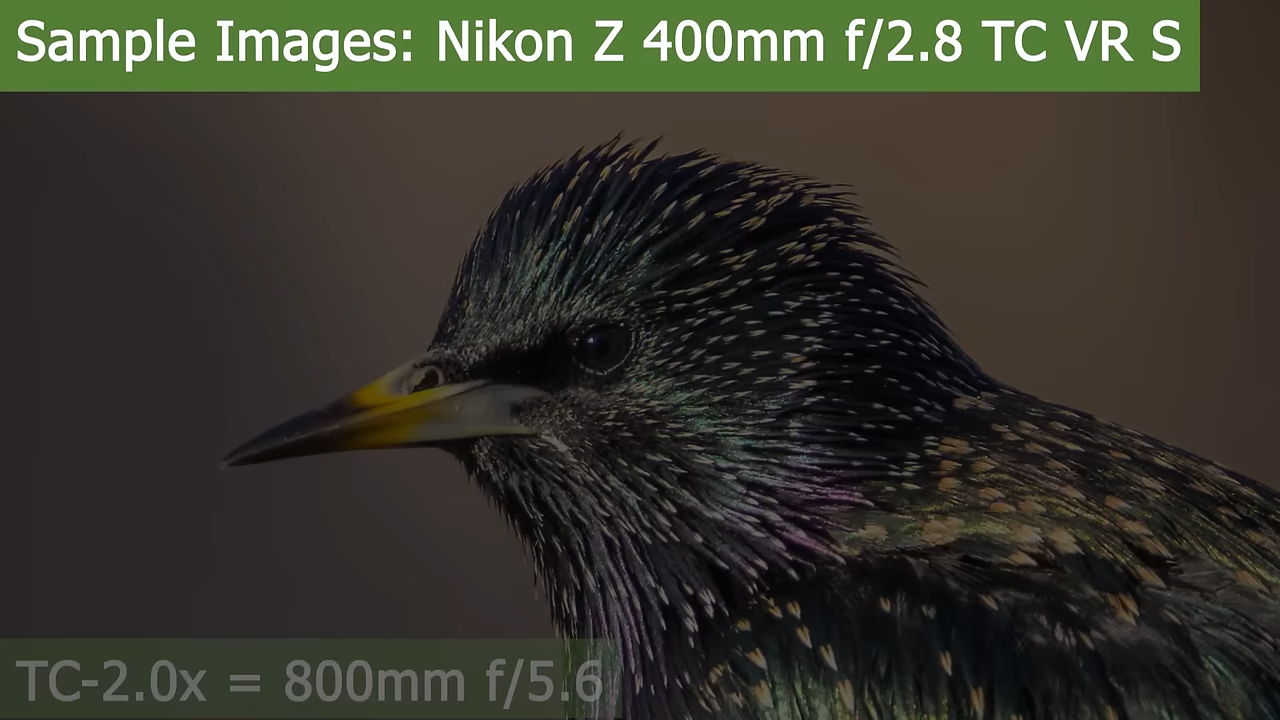 Sample Images: Nikon Z 400mm f/2.8 TC VR S
TC-2.0x = 800mm f/5.6